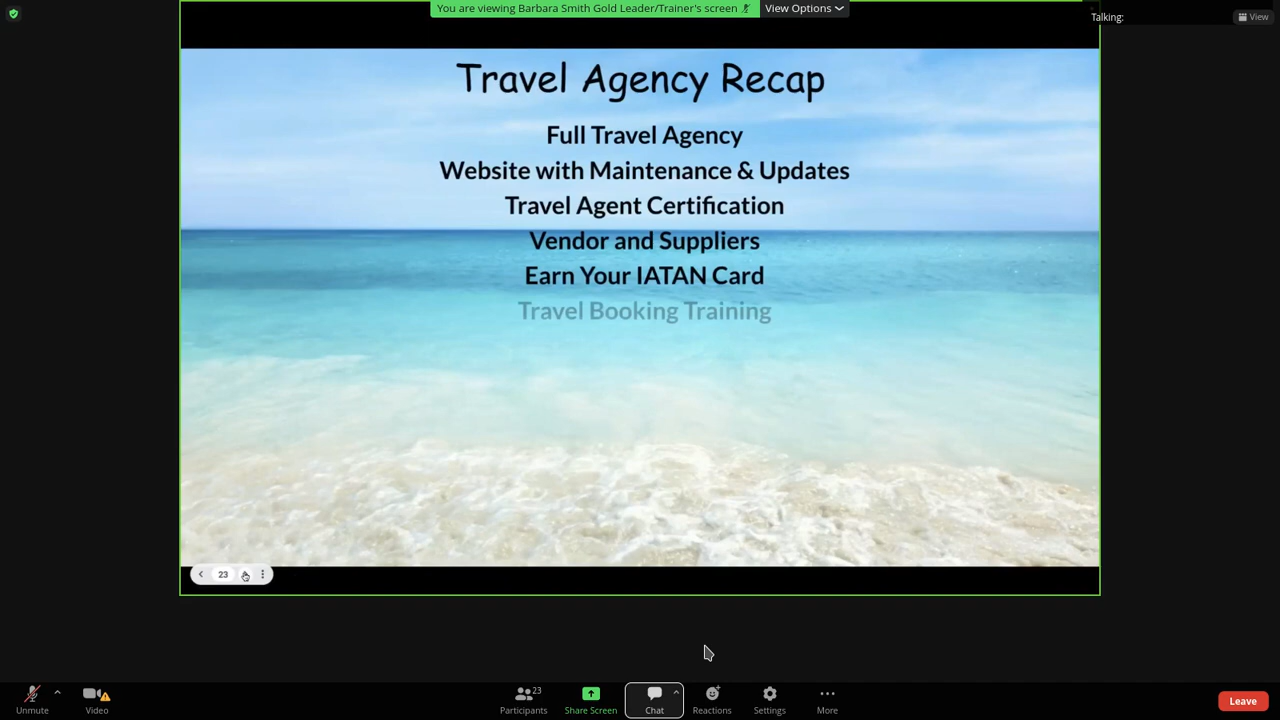 You are viewing Barbara Smith Gold Leader/Trainer's screen
View Options
Talking:
View
Travel Agency Recap
Full Travel Agency
Website with Maintenance & Updates
Travel Agent Certification
Vendor and Suppliers
Earn Your IATAN Card
Travel Booking Training
23
Unmute
Video
Participants
23
Share Screen
Chat
Reactions
Settings
More
Leave